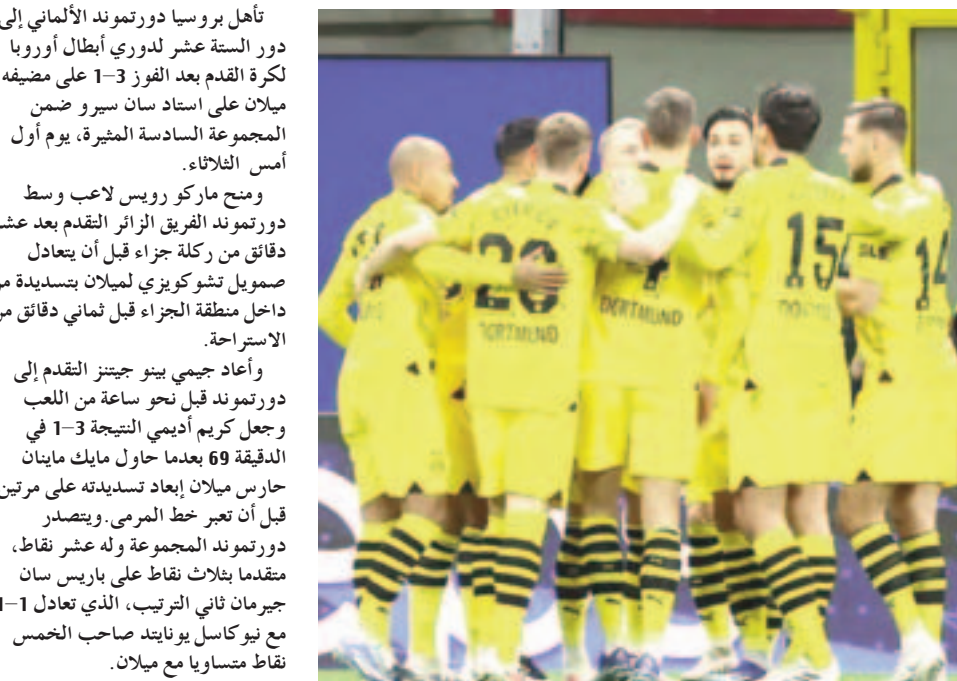 تأهل بروسيا دورتموند الألماني إلى
دور الستة عشر لدوري أبطال أوروبا
لكرة القدم بعد الفوز 3–1 على مضيفه
ميلان على استاد سان سيرو ضمن
المجموعة السادسة المثيرة، يوم أول
أمس الثلاثاء.
ومنح ماركو رويس لاعب وسط
دورتموند الفريق الزائر التقدم بعد عشر
دقائق من ركلة جزاء قبل أن يتعادل
صمويل تشوكويزي لميلان بتسديدة من
داخل منطقة الجزاء قبل ثماني دقائق من
الاستراحة.
وأعاد جيمي بينو جيتنز التقدم إلى
دورتموند قبل نحو ساعة من اللعب
وجعل كريم أديمي النتيجة 3–1 في
الدقيقة 69 بعدما حاول مايك ماينان
حارس ميلان إبعاد تسديدته على مرتين
قبل أن تعبر خط المرمى.ويتصدر
دورتموند المجموعة وله عشر نقاط،
متقدما بثلاث نقاط على باريس سان
جيرمان ثاني الترتيب، الذي تعادل 1–1
مع نيوكاسل يونايتد صاحب الخمس
نقاط متساويا مع ميلان.
20
DORTMUND
7
DORTMUND
15
14